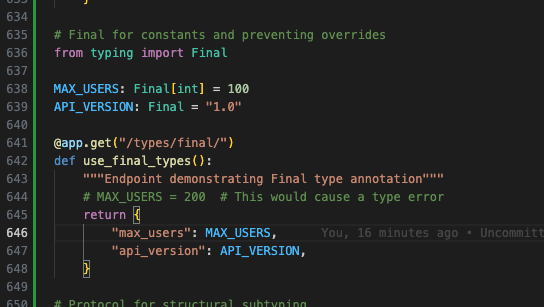 634
635 # Final for constants and preventing overrides
636 from typing import Final
637
638 MAX_USERS: Final[int] = 100
639 API_VERSION: Final = "1.0"
640
641 @app.get("/types/final/")
642 def use_final_types():
643     """Endpoint demonstrating Final type annotation"""
644     # MAX_USERS = 200  # This would cause a type error
645     return {
646         "max_users": MAX_USERS,     You, 16 minutes ago • Uncommitt
647         "api_version": API_VERSION,
648     }
649
650 # Protocol for structural subtyping